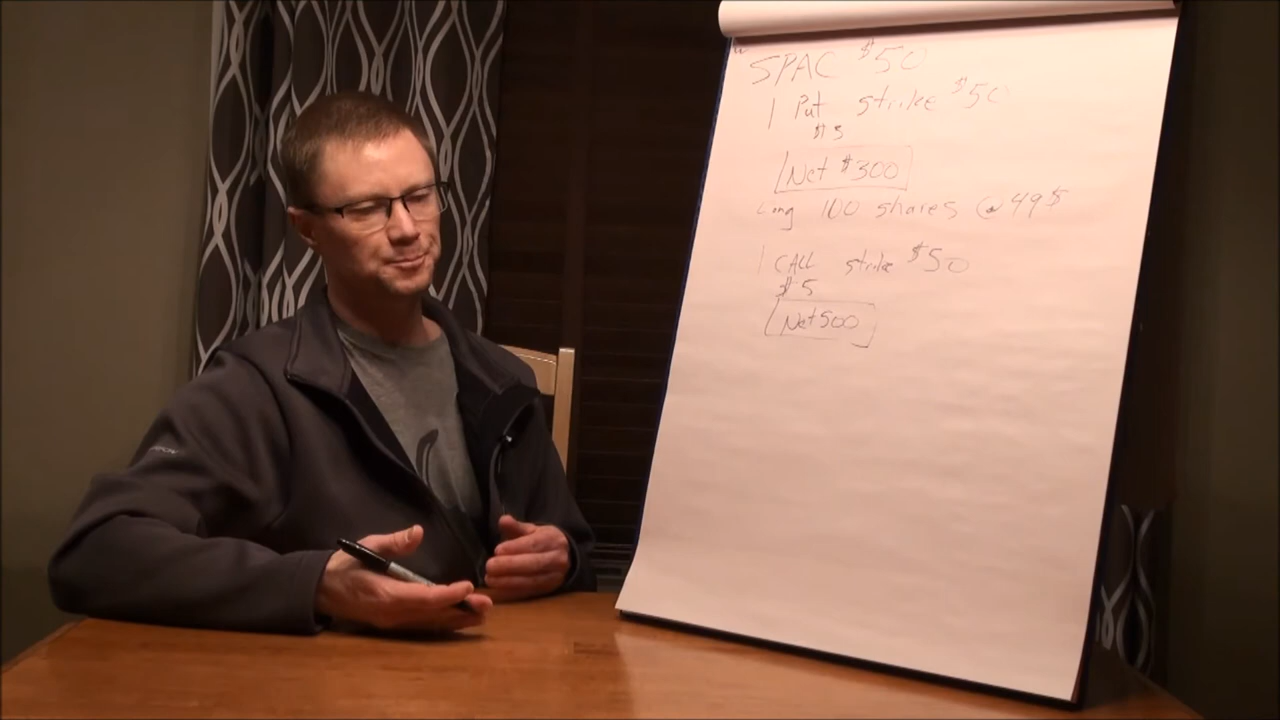 SPAC $50
1 Put strike $50
$3
Net $300
Long 100 shares @ 49$
1 CALL strike $50
$5
Net 500